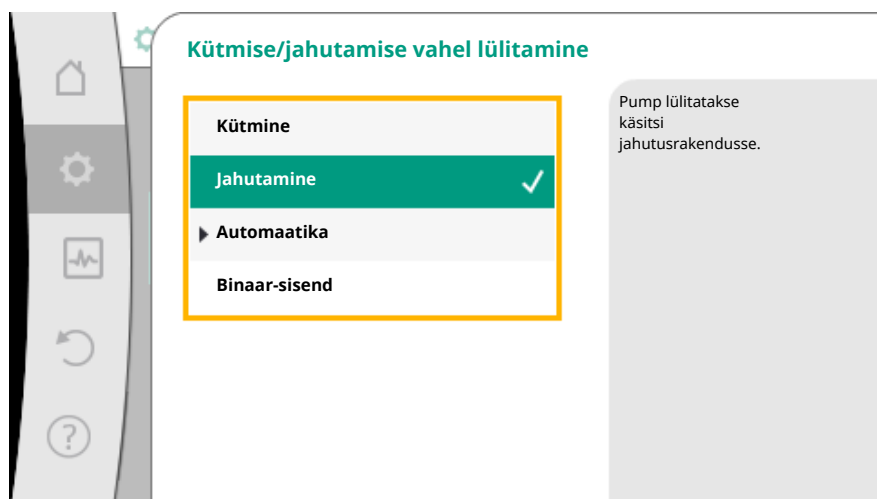 Kütmise/jahutamise vahel lülitamine
Kütmine
Jahutamine
Automaatika
Binaar-sisend
Pump lülitatakse
käsitsi
jahutusrakendusse.
?